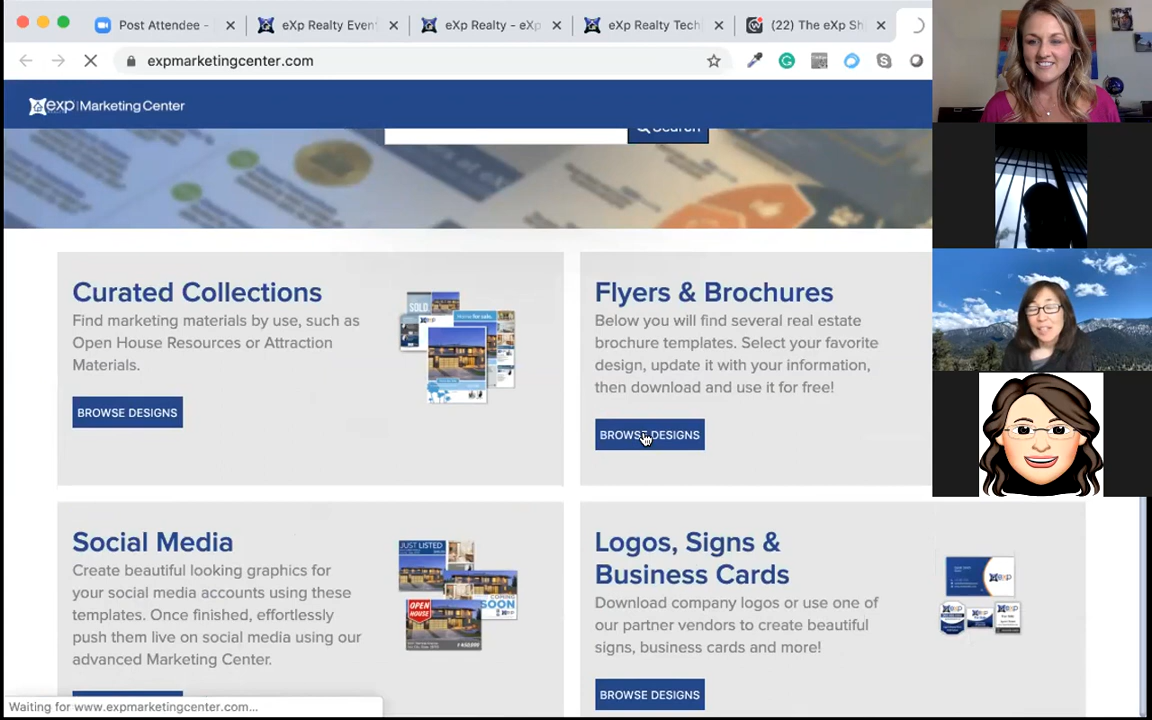 Post Attendee -
eXp Realty Even
eXp Realty - eXp
eXp Realty Tech
(22) The eXp Sh
expmarketingcenter.com
exp Marketing Center
Search
Curated Collections
Find marketing materials by use, such as
Open House Resources or Attraction
Materials.
BROWSE DESIGNS
SOLD
Flyers & Brochures
Below you will find several real estate
brochure templates. Select your favorite
design, update it with your information,
then download and use it for free!
BROWSE DESIGNS
Social Media
Create beautiful looking graphics for
your social media accounts using these
templates. Once finished, effortlessly
push them live on social media using our
advanced Marketing Center.
JUST LISTED
OPEN
HOUSE
COMING
SOON
Logos, Signs &
Business Cards
Download company logos or use one of
our partner vendors to create beautiful
signs, business cards and more!
BROWSE DESIGNS
exp
Waiting for www.expmarketingcenter.com...